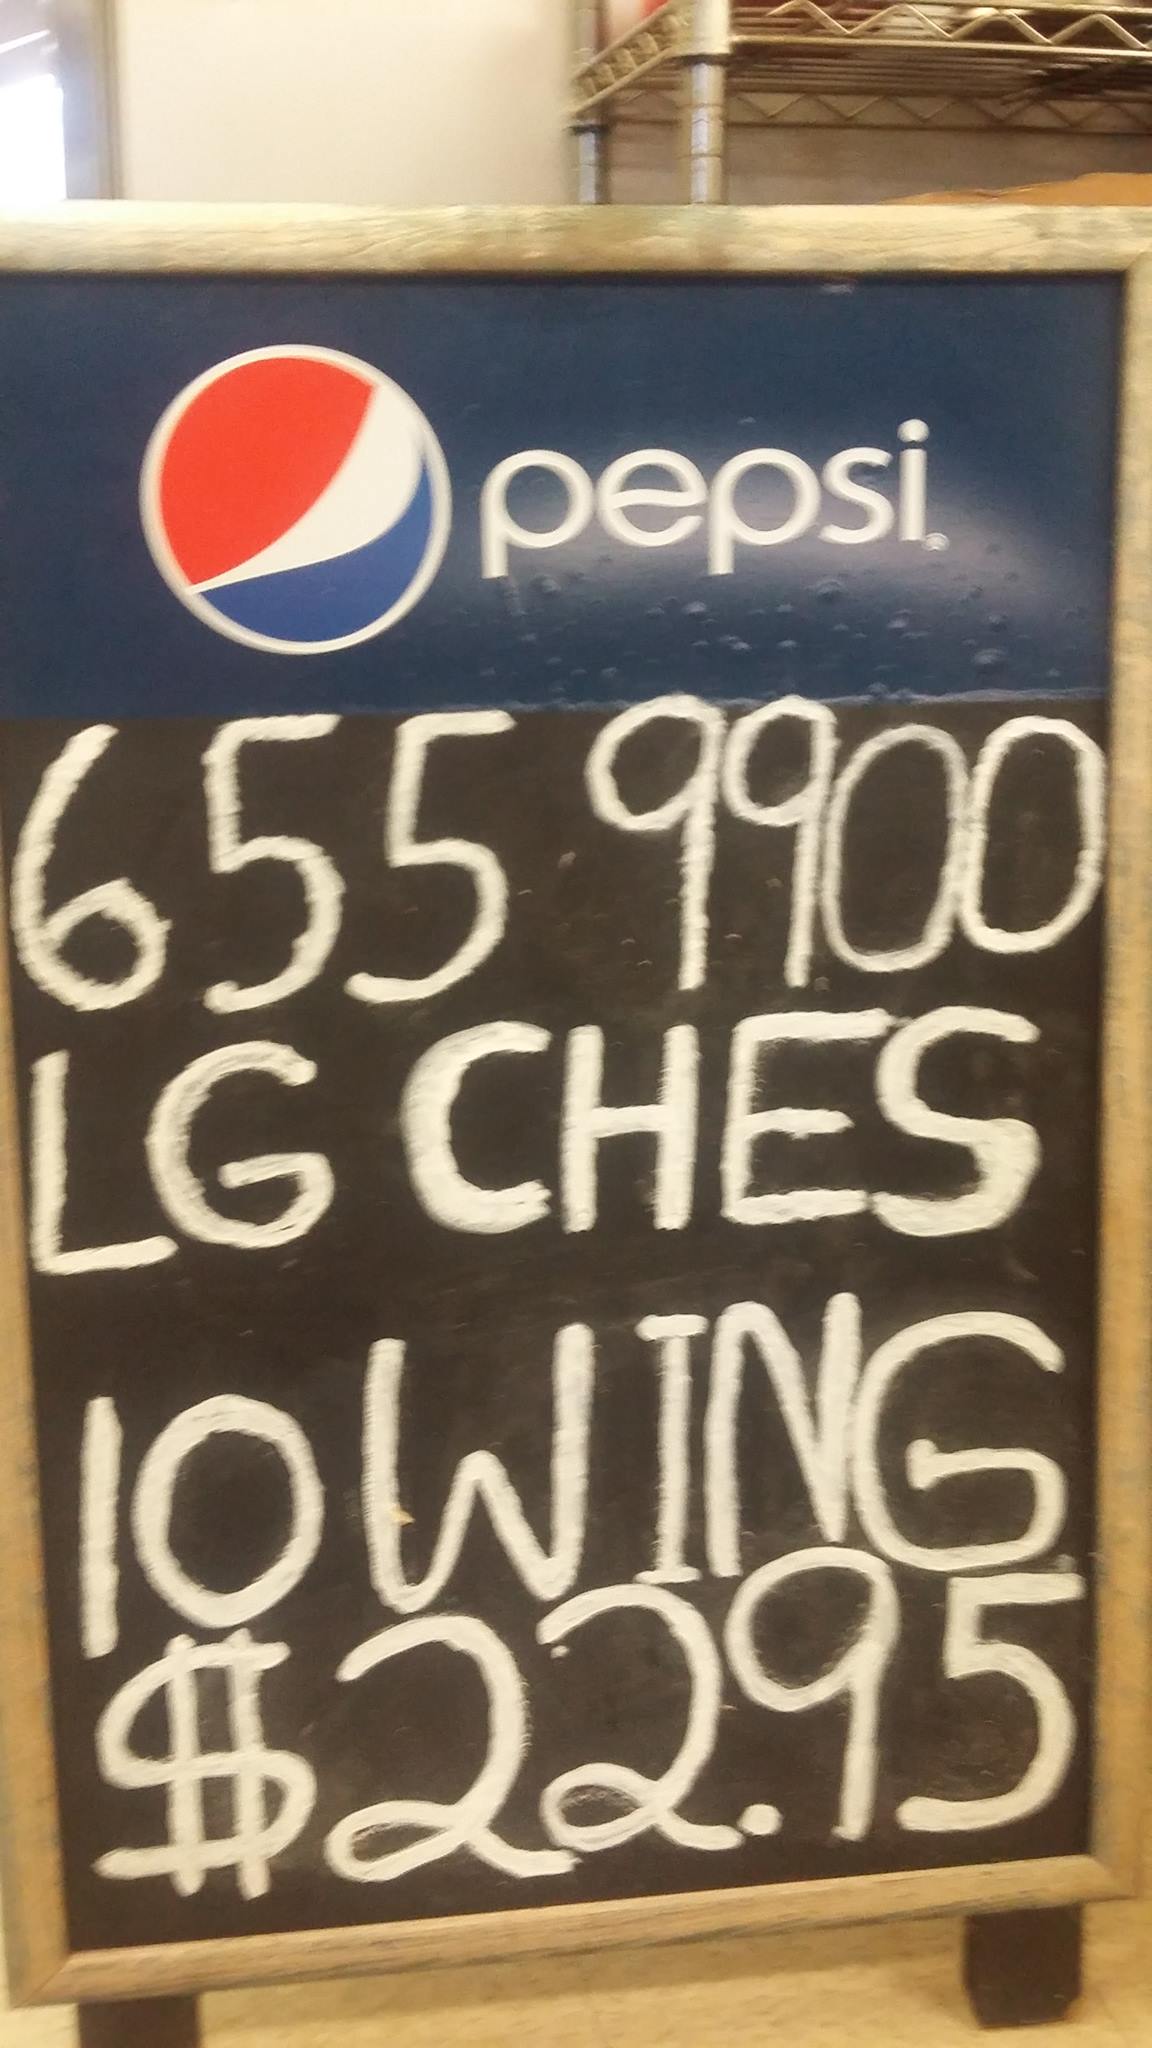 pepsi
655 9900
LG CHES
10 WING
$22.95